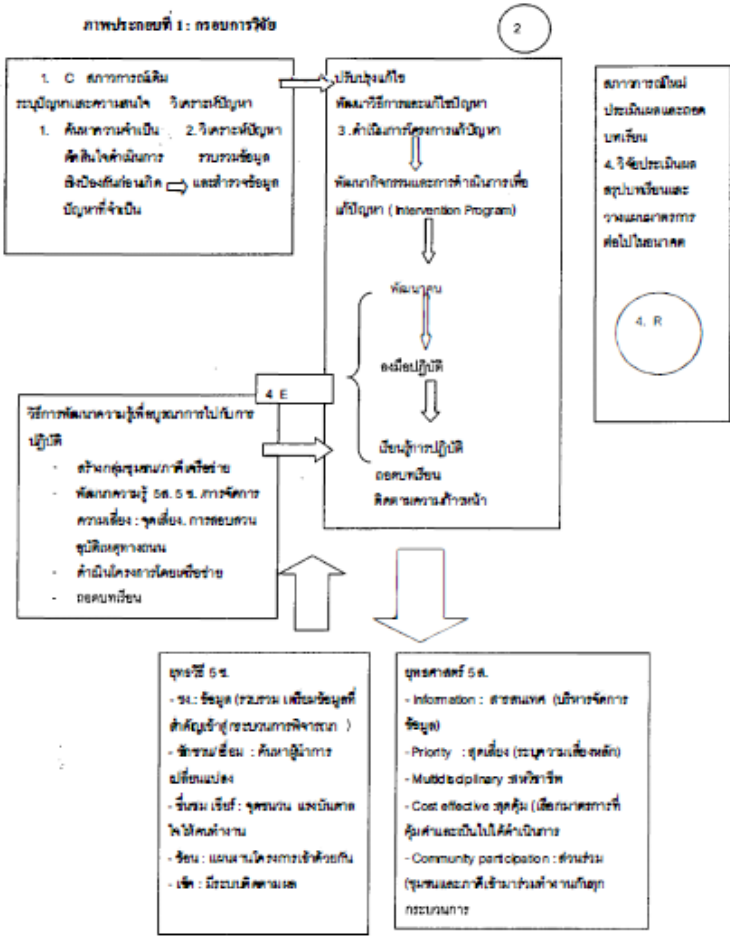 ภาพประกอบที่ 1 : กรอบการวิจัย
2
1. C สภาวการณ์เดิม
ระบุปัญหาและความสนใจ วิเคราะห์ปัญหา
1. ค้นหาความจำเป็น 2. วิเคราะห์ปัญหา
ตัดสินใจดำเนินการ รวบรวมข้อมูล
เชิงป้องกันก่อนเกิด และสำรวจข้อมูล
ปัญหาที่จำเป็น
ปรับปรุงแก้ไข
พัฒนาวิธีการและแก้ไขปัญหา
3 .ดำเนินการโครงการแก้ปัญหา
พัฒนากิจกรรมและการดำเนินการเพื่อ
แก้ปัญหา ( Intervention Program)
พัฒนาคน
ลงมือปฏิบัติ
เรียนรู้การปฏิบัติ
ถอดบทเรียน
ติดตามความก้าวหน้า
สภาวการณ์ใหม่
ประเมินผลและถอด
บทเรียน
4. วิจัยประเมินผล
สรุปบทเรียนและ
วางแผนมาตรการ
ต่อไปในอนาคต
4. R
4 E
วิธีการพัฒนาความรู้เพื่อบูรณาการไปกับการ
ปฏิบัติ
- สร้างกลุ่มชุมชน/ภาคีเครือข่าย
- พัฒนาความรู้ 5ส. 5 ช. /การจัดการ
ความเสี่ยง : จุดเสี่ยง. การสอบสวน
อุบัติเหตุทางถนน
- ดำเนินโครงการโดยเครือข่าย
- ถอดบทเรียน
ยุทธวิธี 5 ช.
- ชง.: ข้อมูล (รวบรวม เตรียมข้อมูลที่
สำคัญเข้าสู่กระบวนการพิจารณา )
- ชักชวน/เชื่อม : ค้นหาผู้นำการ
เปลี่ยนแปลง
- ชื่นชม เชียร์ : จุดชนวน แรงบันดาล
ใจให้คนทำงาน
- ช้อน : แผนงานโครงการเข้าด้วยกัน
- เช็ค : มีระบบติดตามผล
ยุทธศาสตร์ 5 ส.
- Information : สารสนเทศ (บริหารจัดการ
ข้อมูล)
- Priority : สุดเสี่ยง (ระบุความเสี่ยงหลัก)
- Multidisciplinary :สหวิชาชีพ
- Cost effective :สุดคุ้ม (เลือกมาตรการที่
คุ้มค่าและเป็นไปได้ดำเนินการ
- Community participation : ส่วนร่วม
(ชุมชนและภาคีเข้ามาร่วมทำงานกันทุก
กระบวนการ